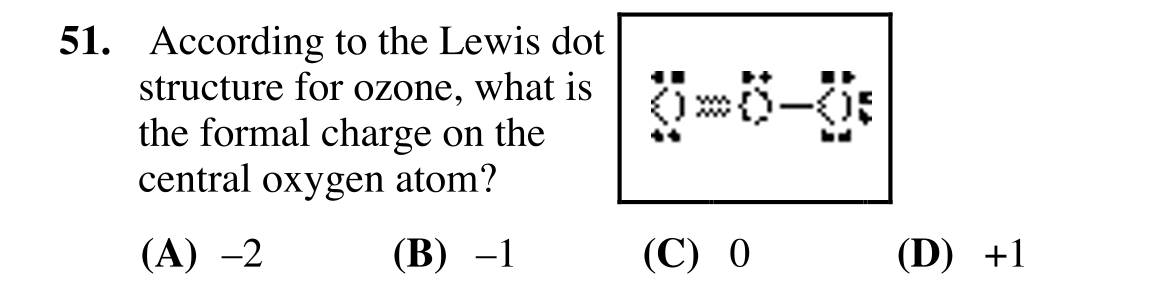 51. According to the Lewis dot
structure for ozone, what is
the formal charge on the
central oxygen atom?
(A) –2 (B) –1 (C) 0 (D) +1